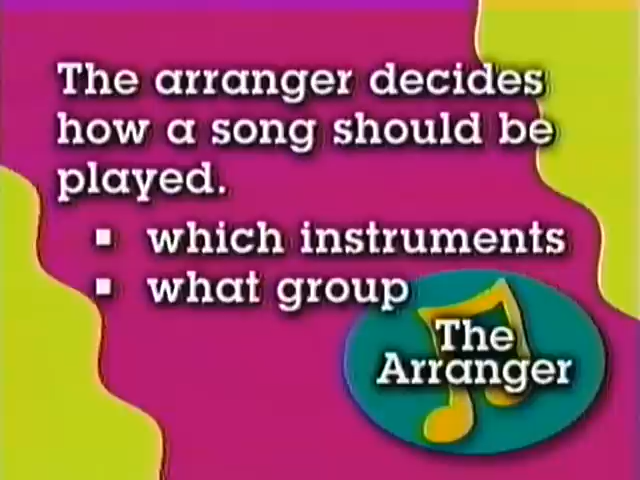 The arranger decides
how a song should be
played.
▪ which instruments
▪ what group
The
Arranger